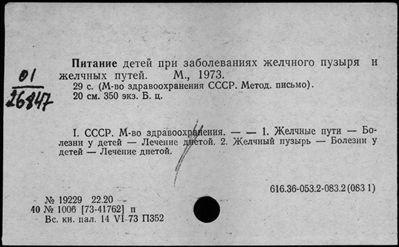 Питание детей при заболеваниях желчного пузыря и
желчных путей. М., 1973.
29 с. (М-во здравоохранения СССР. Метод. письмо).
20 см. 350 экз. Б. ц.
01
26847
I. СССР. М-во здравоохранения. — — 1. Желчные пути — Бо-
лезни у детей — Лечение диетой. 2. Желчный пузырь — Болезни у
детей — Лечение диетой.
616.36-053.2-083.2 (083 1)
№ 19229 22.20
40 № 1006 [73-41762] п
Вс. кн. пал. 14 VI-73 П352